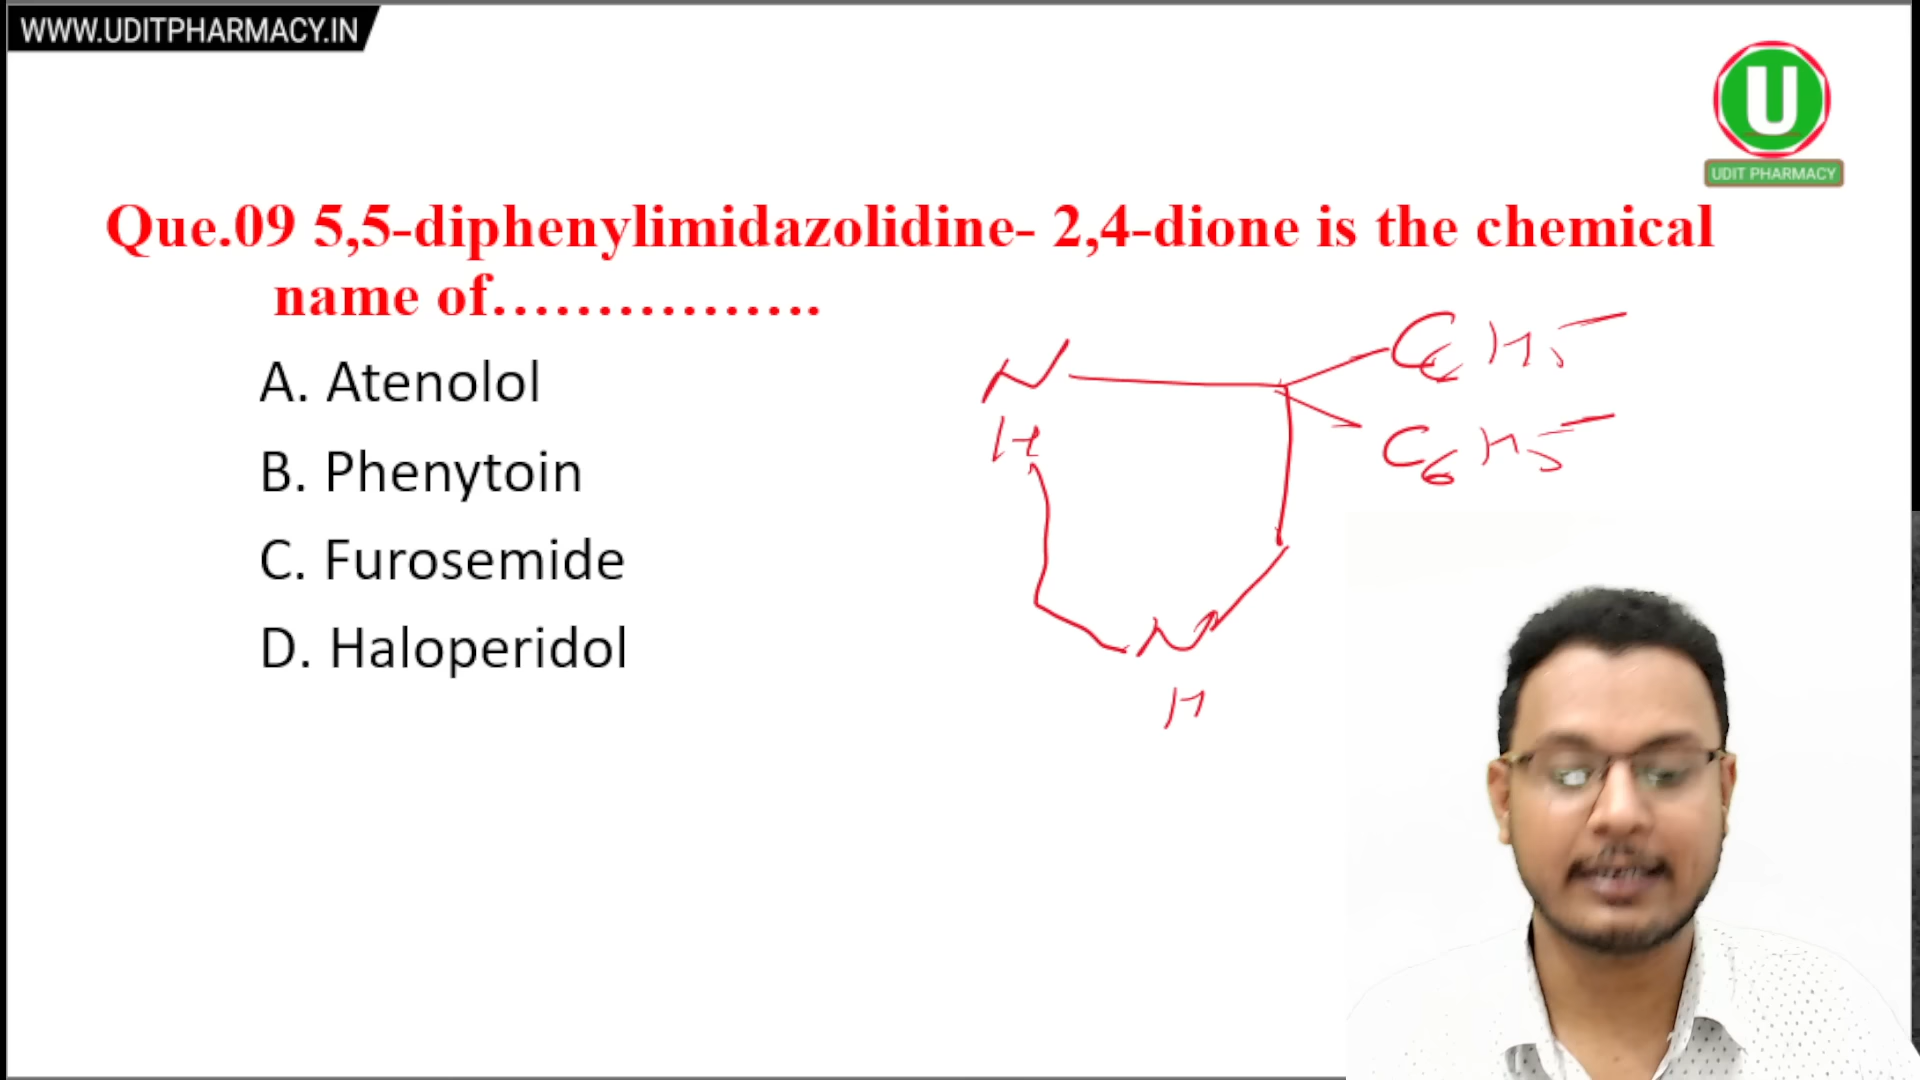 WWW.UDITPHARMACY.IN
U
UDIT PHARMACY
Que.09 5,5-diphenylimidazolidine- 2,4-dione is the chemical
name of................
A. Atenolol
B. Phenytoin
C. Furosemide
D. Haloperidol
N
H
C6H5
C6H5
N
H